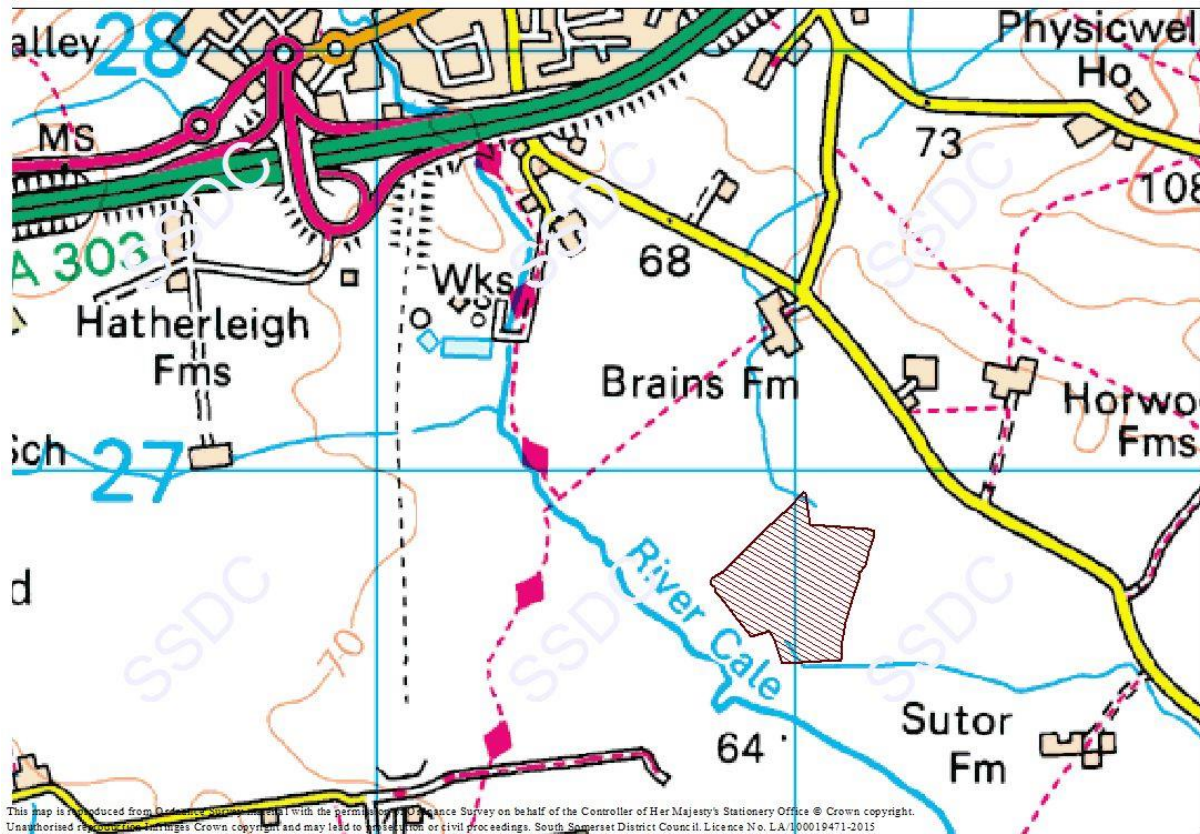 alley
28
Physicwel
Ho
MS
73
108
A 303
68
Wks
Hatherleigh
Fms
Brains Fm
Horwo
Fms
Sch
27
River Cale
d
70
Sutor
Fm
64
SSDC
SSDC
SSDC
SSDC
SSDC
SSDC
This map is reproduced from Ordnance Survey material with the permission of Ordnance Survey on behalf of the Controller of Her Majesty's Stationery Office © Crown copyright.
Unauthorised reproduction infringes Crown copyright and may lead to prosecution or civil proceedings. South Somerset District Council. Licence No. LA/100019471-2015